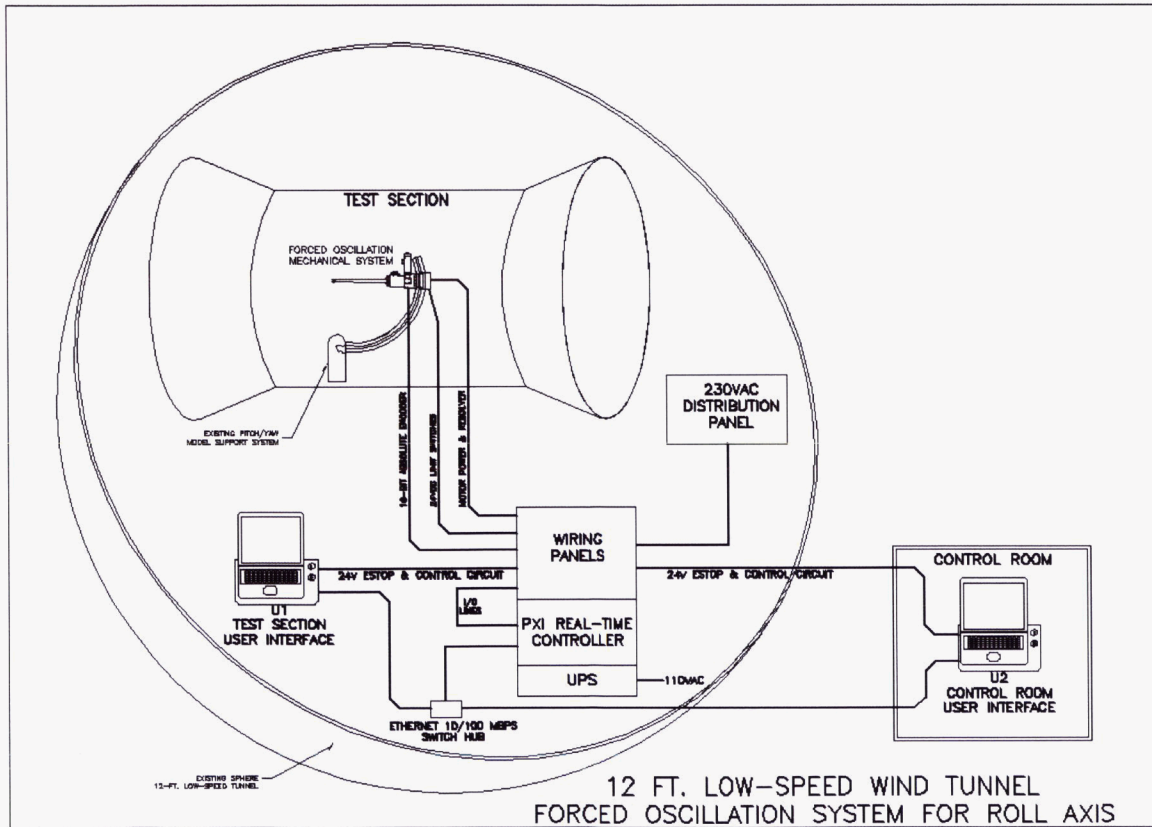 TEST SECTION
FORCED OSCILLATION
MECHANICAL SYSTEM
EXISTING PITCH/YAW
MODEL SUPPORT SYSTEM
16-BIT ABSOLUTE ENCODER
LIMIT SWITCHES
MOTOR POWER & RESOLVER
230VAC
DISTRIBUTION
PANEL
WIRING
PANELS
24V ESTOP & CONTROL CIRCUIT
24V ESTOP & CONTROL CIRCUIT
I/O
LINES
U1
TEST SECTION
USER INTERFACE
PXI REAL-TIME
CONTROLLER
UPS
110VAC
CONTROL ROOM
U2
CONTROL ROOM
USER INTERFACE
ETHERNET 10/100 MBPS
SWITCH HUB
EXISTING SPHERE
12-FT. LOW-SPEED TUNNEL
12 FT. LOW-SPEED WIND TUNNEL
FORCED OSCILLATION SYSTEM FOR ROLL AXIS